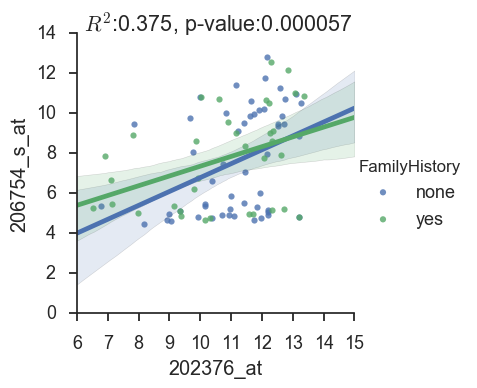 R²:0.375, p-value:0.000057
14
12
10
8
6
4
2
0
206754_s_at
6 7 8 9 10 11 12 13 14 15
202376_at
FamilyHistory
none
yes